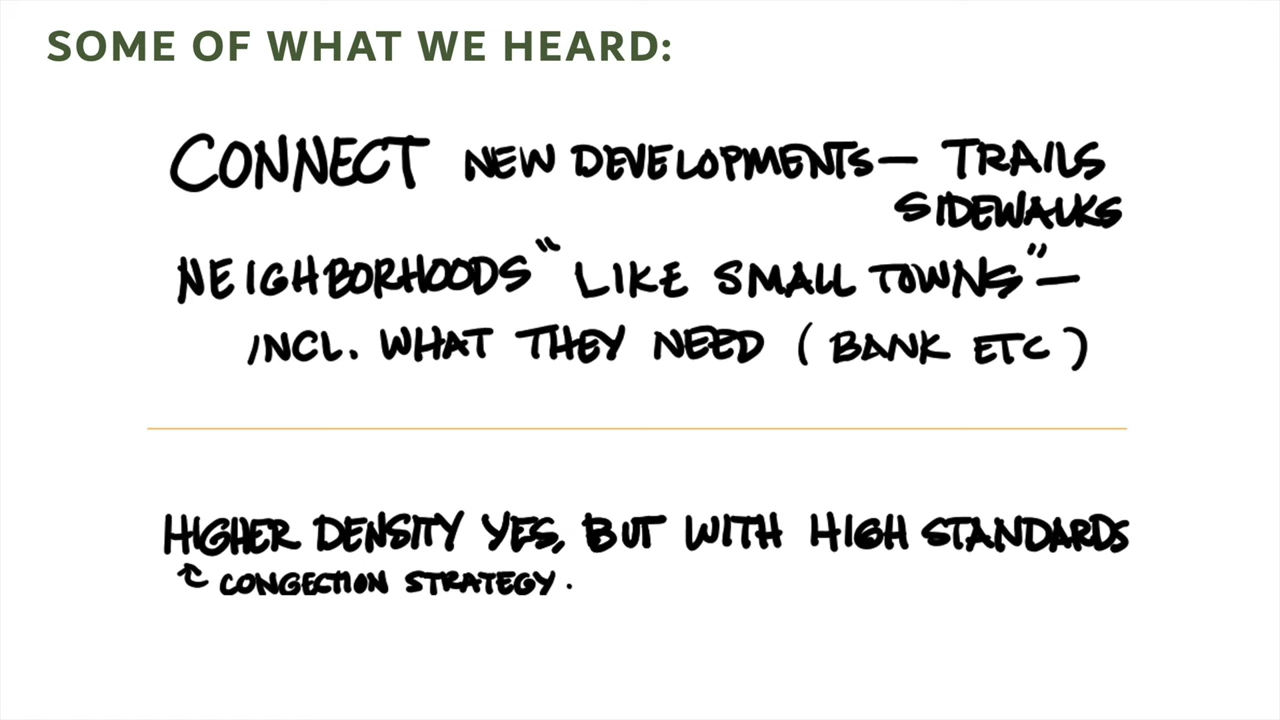 SOME OF WHAT WE HEARD:
CONNECT NEW DEVELOPMENTS — TRAILS
SIDEWALKS
NEIGHBORHOODS "LIKE SMALL TOWNS" —
INCL. WHAT THEY NEED (BANK ETC)
HIGHER DENSITY YES, BUT WITH HIGH STANDARDS
↑ CONGECTION STRATEGY.